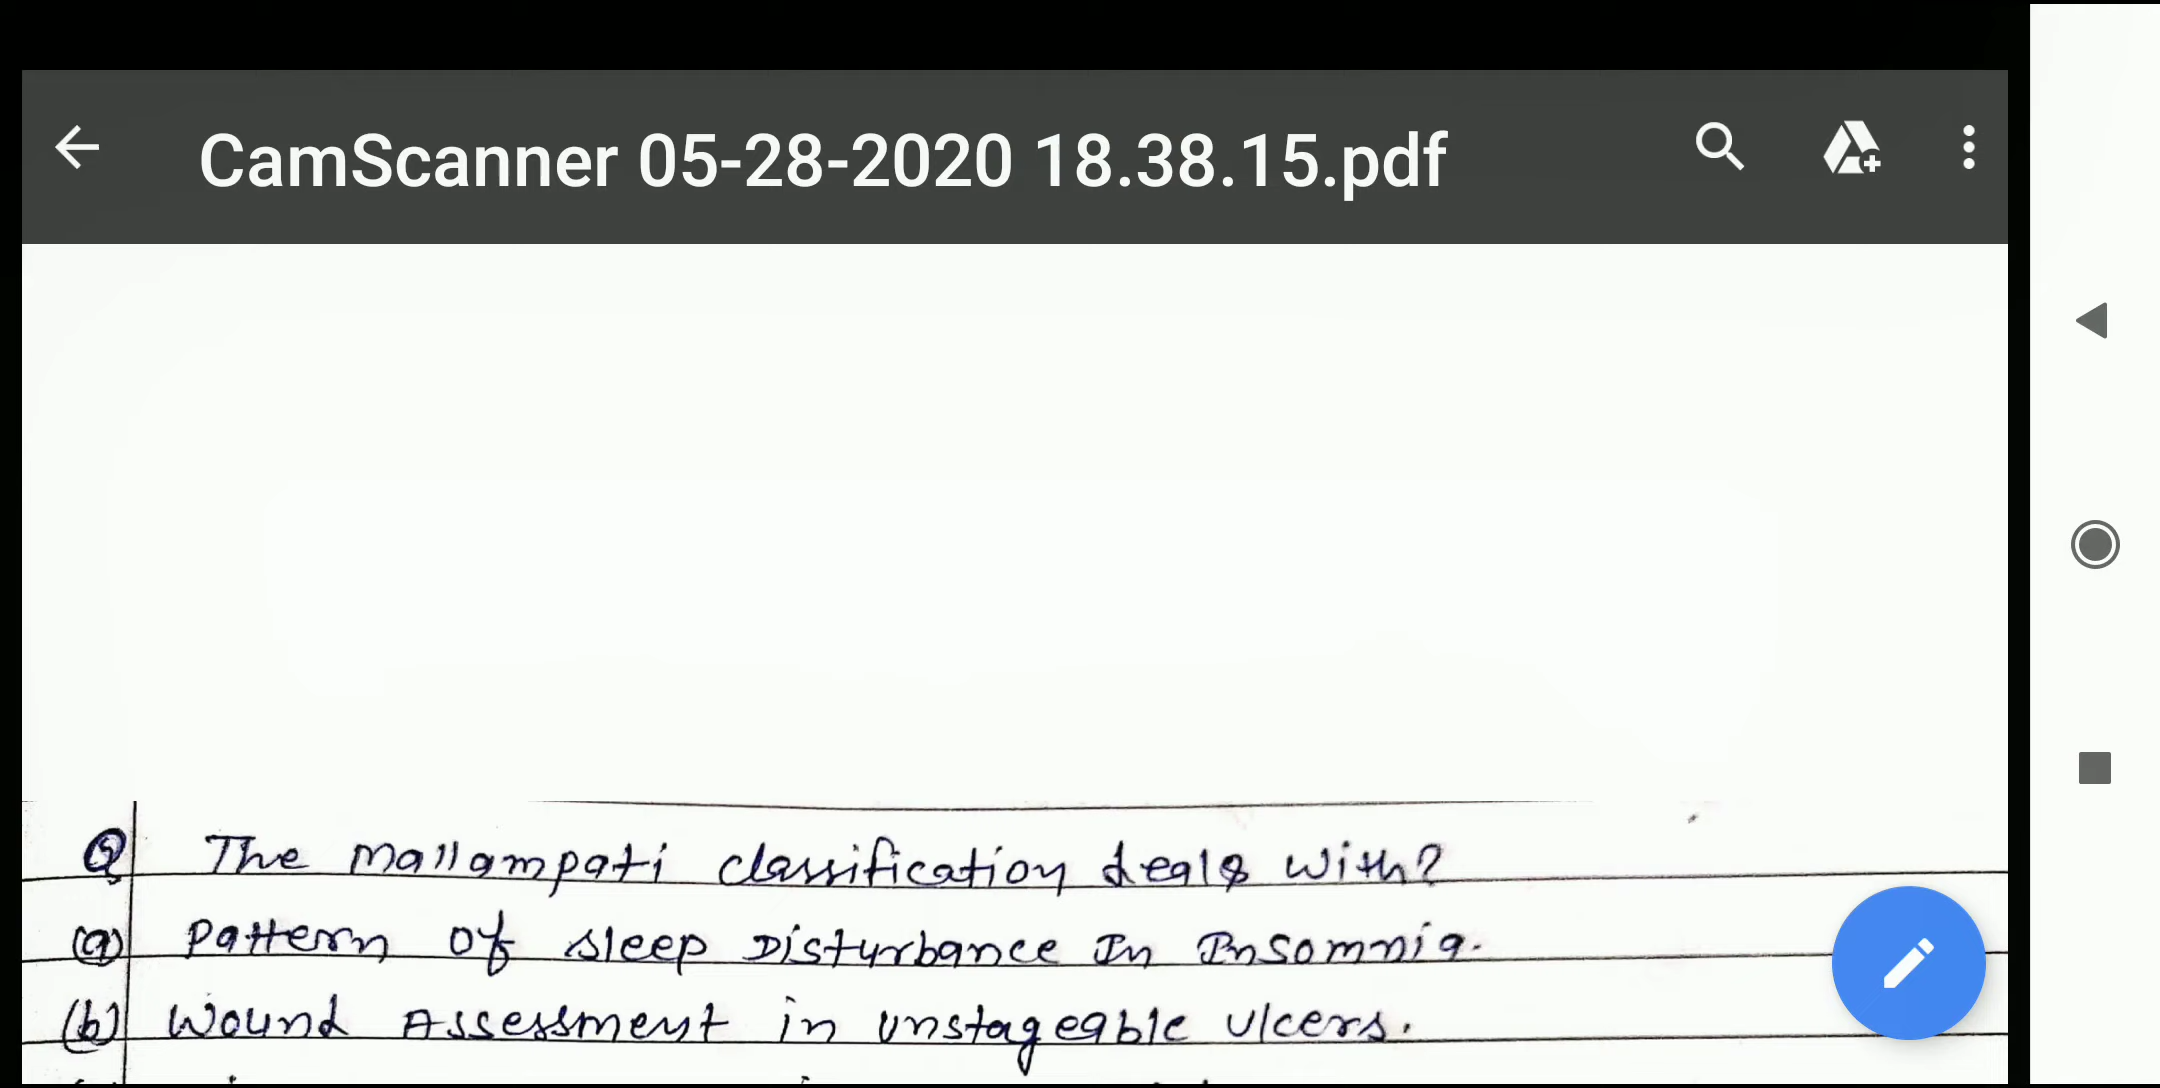 CamScanner 05-28-2020 18.38.15.pdf
Q The Mallampati classification deals with?
(a) Pattern of sleep Disturbance In Insomnia.
(b) Wound Assessment in unstageable ulcers.